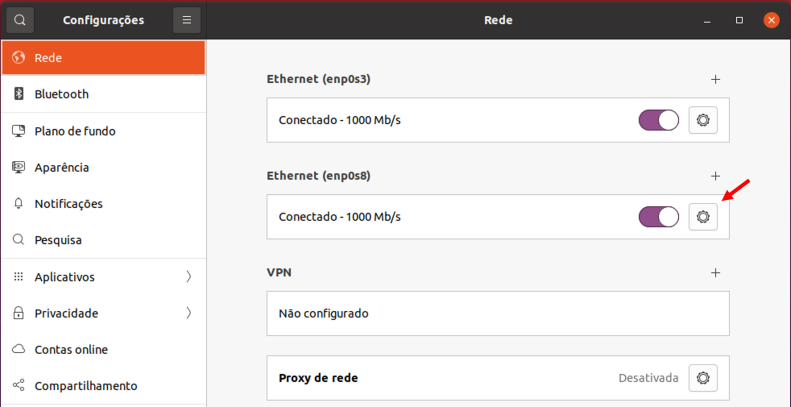 Configurações
Rede
Rede
Bluetooth
Plano de fundo
Aparência
Notificações
Pesquisa
Aplicativos
Privacidade
Contas online
Compartilhamento
Ethernet (enp0s3)
Conectado - 1000 Mb/s
Ethernet (enp0s8)
Conectado - 1000 Mb/s
VPN
Não configurado
Proxy de rede Desativada